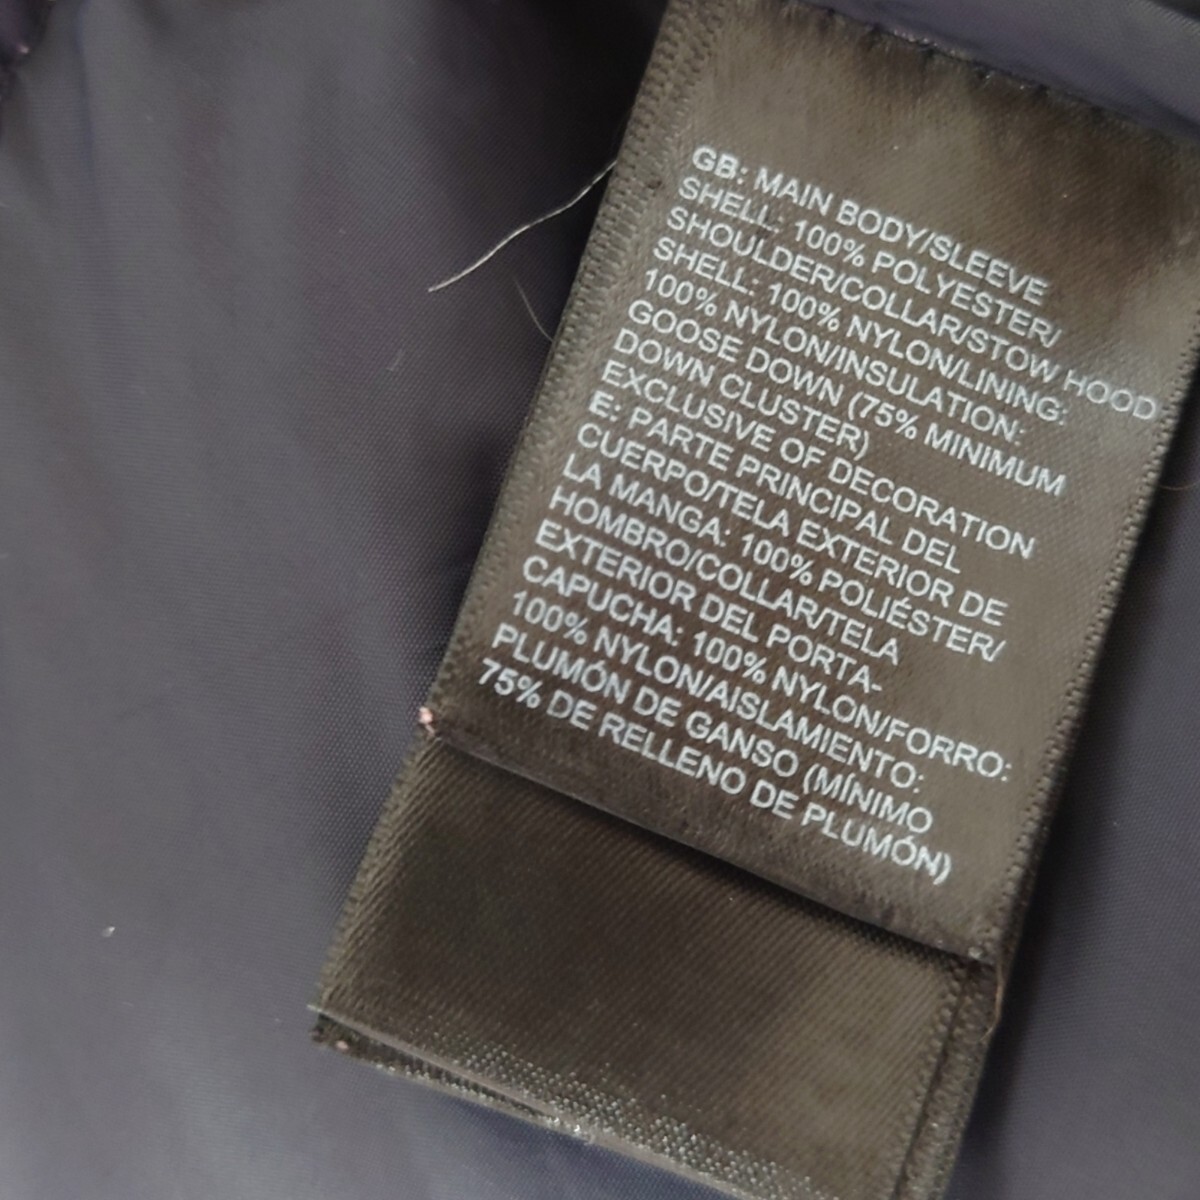 GB: MAIN BODY/SLEEVE
SHELL: 100% POLYESTER/
SHOULDER/COLLAR/STOW HOOD
SHELL: 100% NYLON/LINING:
100% NYLON/INSULATION:
GOOSE DOWN (75% MINIMUM
DOWN CLUSTER)
EXCLUSIVE OF DECORATION
E: PARTE PRINCIPAL DEL
CUERPO/TELA EXTERIOR DE
LA MANGA: 100% POLIÉSTER/
HOMBRO/COLLAR/TELA
EXTERIOR DEL PORTA-
CAPUCHA: 100% NYLON/FORRO:
100% NYLON/AISLAMIENTO:
PLUMÓN DE GANSO (MÍNIMO
75% DE RELLENO DE PLUMÓN)